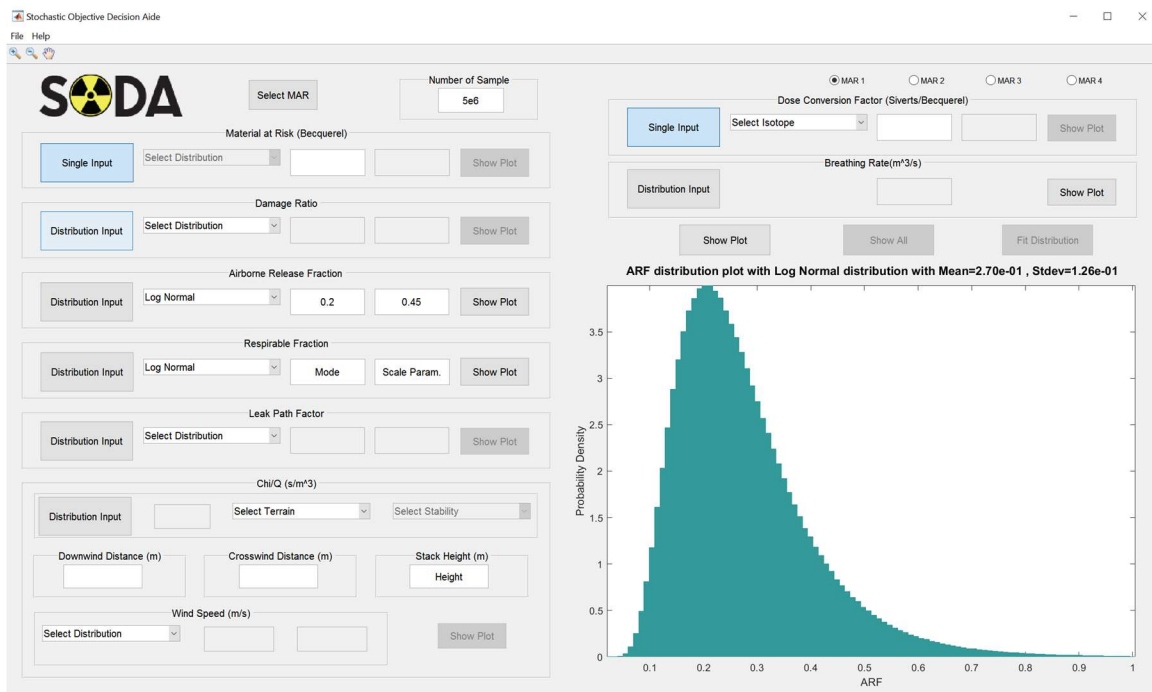 Stochastic Objective Decision Aide
File Help
SODA
Select MAR
Number of Sample
5e6
Material at Risk (Becquerel)
Single Input
Select Distribution
Show Plot
Damage Ratio
Distribution Input
Select Distribution
Show Plot
Airborne Release Fraction
Distribution Input
Log Normal
0.2
0.45
Show Plot
Respirable Fraction
Distribution Input
Log Normal
Mode
Scale Param.
Show Plot
Leak Path Factor
Distribution Input
Select Distribution
Show Plot
Chi/Q (s/m^3)
Distribution Input
Select Terrain
Select Stability
Downwind Distance (m)
Crosswind Distance (m)
Stack Height (m)
Height
Wind Speed (m/s)
Select Distribution
Show Plot
MAR 1
MAR 2
MAR 3
MAR 4
Dose Conversion Factor (Siverts/Becquerel)
Single Input
Select Isotope
Show Plot
Breathing Rate(m^3/s)
Distribution Input
Show Plot
Show Plot
Show All
Fit Distribution
ARF distribution plot with Log Normal distribution with Mean=2.70e-01 , Stdev=1.26e-01
Probability Density
3.5
3
2.5
2
1.5
1
0.5
0
0.1 0.2 0.3 0.4 0.5 0.6 0.7 0.8 0.9 1
ARF